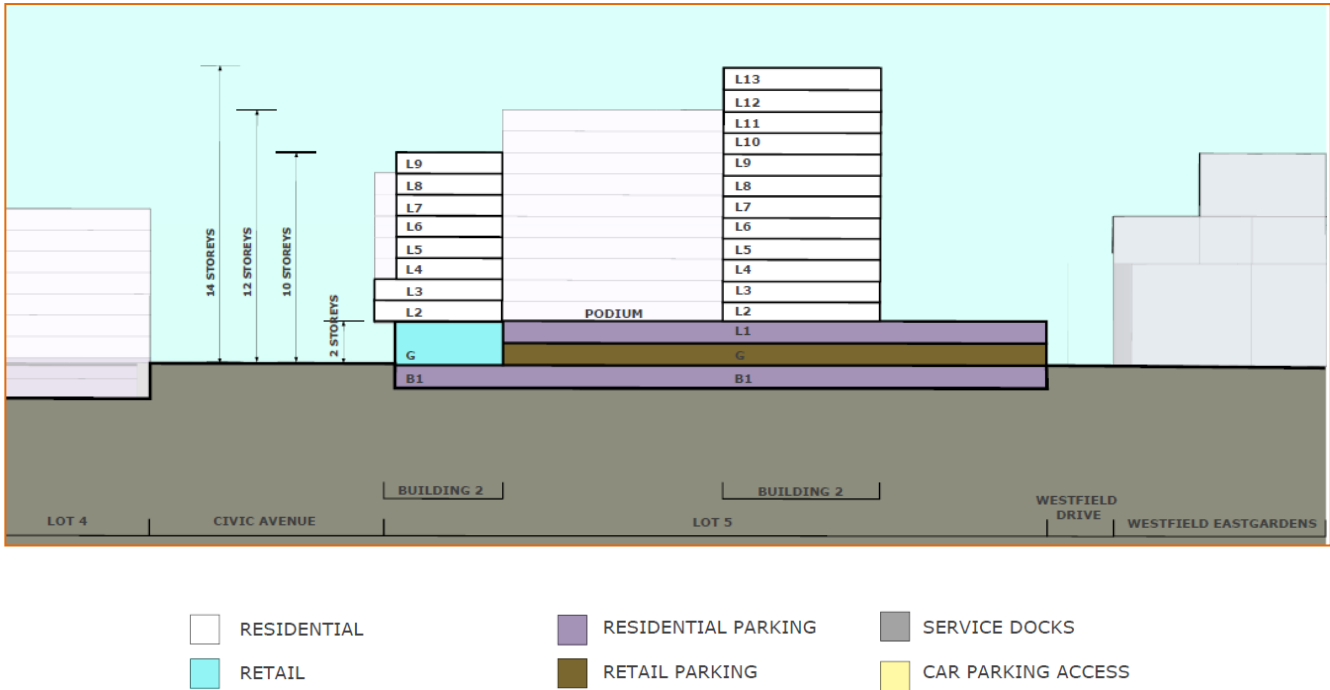 L13
L12
L11
L10
L9 L9
L8 L8
L7 L7
L6 L6
L5 L5
L4 L4
L3 L3
L2 PODIUM L2
14 STOREYS
12 STOREYS
10 STOREYS
2 STOREYS
L1
G G
B1 B1
BUILDING 2 BUILDING 2
LOT 4 CIVIC AVENUE LOT 5 WESTFIELD
DRIVE WESTFIELD EASTGARDENS
RESIDENTIAL RESIDENTIAL PARKING SERVICE DOCKS
RETAIL RETAIL PARKING CAR PARKING ACCESS